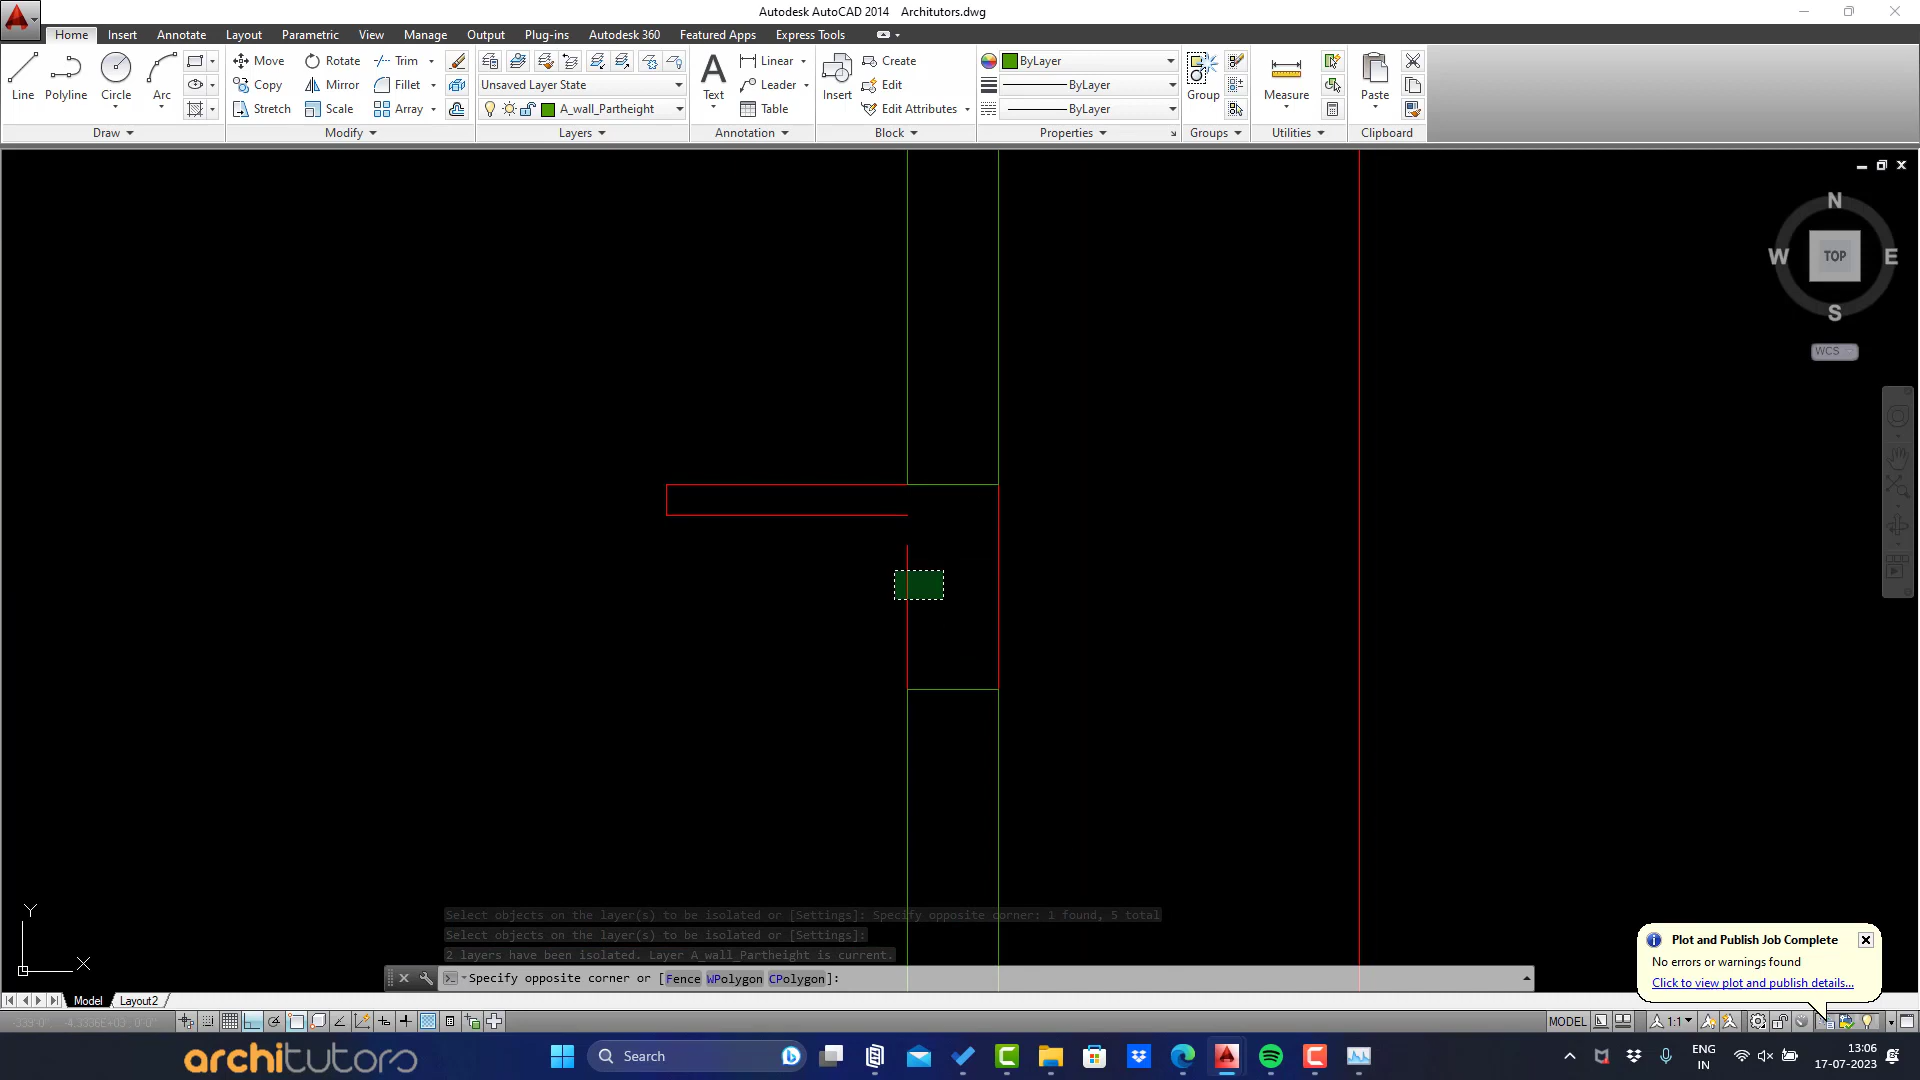 Autodesk AutoCAD 2014 Architutors.dwg
Home Insert Annotate Layout Parametric View Manage Output Plug-ins Autodesk 360 Featured Apps Express Tools
Move Rotate Trim
Unsaved Layer State
Linear
Create
ByLayer
Line Polyline Circle Arc
Copy Mirror Fillet
Text
Leader
Insert
Edit
ByLayer
Group
Measure
Paste
Stretch Scale Array
A_wall_Partheight
Table
Edit Attributes
ByLayer
Draw Modify Layers Annotation Block Properties Groups Utilities Clipboard
N
W TOP E
S
WCS
Y
X
Select objects on the layer(s) to be isolated or [Settings]: Specify opposite corner: 1 found, 5 total
Select objects on the layer(s) to be isolated or [Settings]:
2 layers have been isolated. Layer A_wall_Partheight is current.
Specify opposite corner or [Fence WPolygon CPolygon]:
Plot and Publish Job Complete
No errors or warnings found
Click to view plot and publish details...
Model Layout2
MODEL 1:1
architutors
Search
ENG
IN
13:06
17-07-2023